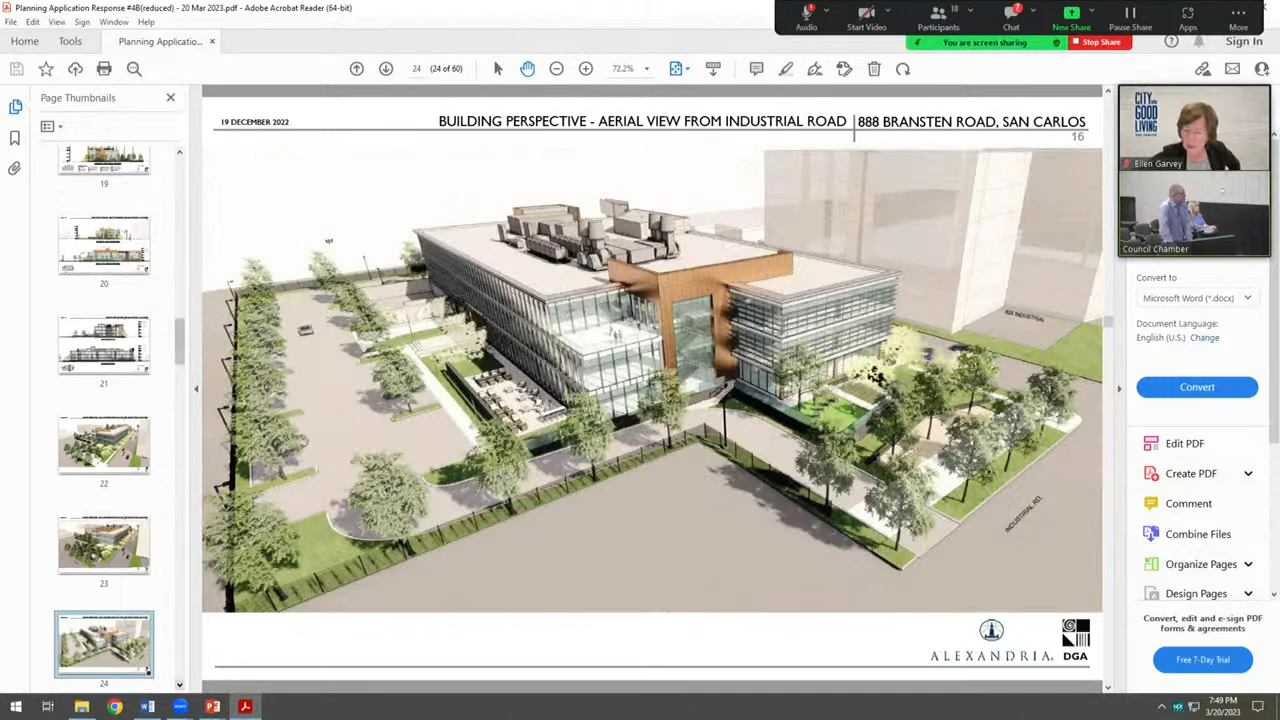 Planning Application Response #4B(reduced) - 20 Mar 2023.pdf - Adobe Acrobat Reader (64-bit)
File Edit View Sign Window Help
Home Tools Planning Applicatio... ×
Audio Start Video Participants 18 Chat 7 New Share Pause Share Apps More
You are screen sharing Stop Share
Sign In
24 (24 of 60) 72.2%
Page Thumbnails
19
20
21
22
23
24
19 DECEMBER 2022
BUILDING PERSPECTIVE - AERIAL VIEW FROM INDUSTRIAL ROAD
888 BRANSTEN ROAD, SAN CARLOS
16
101
INDUSTRIAL RD.
ALEXANDRIA®
DGA
CITY OF GOOD LIVING
Ellen Garvey
Council Chamber
Convert to
Microsoft Word (*.docx)
Document Language:
English (U.S.) Change
Convert
Edit PDF
Create PDF
Comment
Combine Files
Organize Pages
Design Pages
Convert, edit and e-sign PDF
forms & agreements
Free 7-Day Trial
7:49 PM
3/20/2023